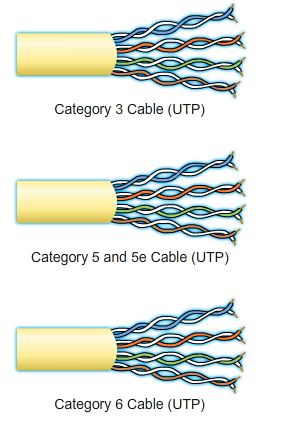 Category 3 Cable (UTP)
Category 5 and 5e Cable (UTP)
Category 6 Cable (UTP)